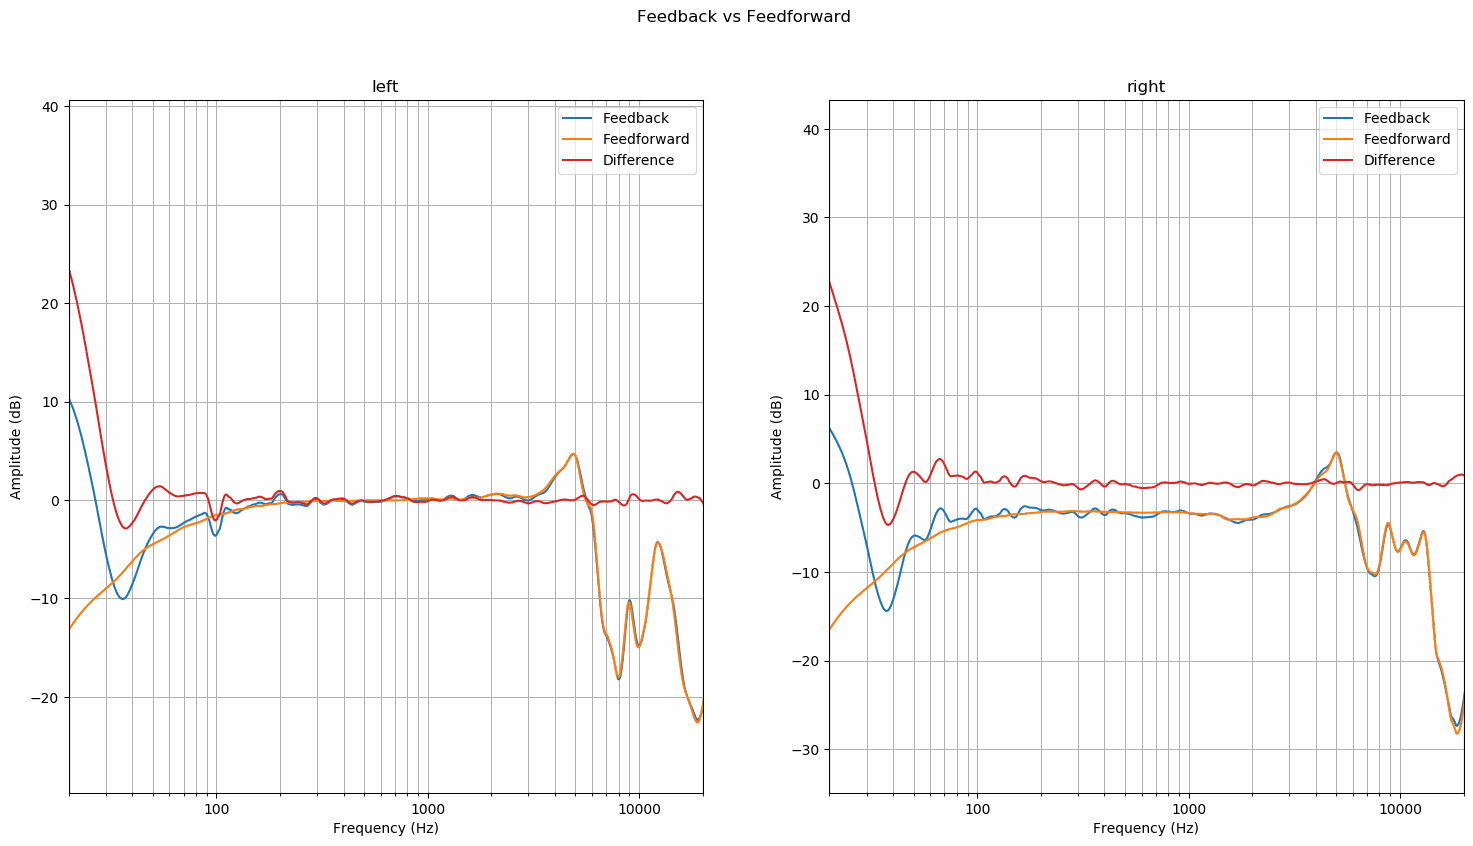 Feedback vs Feedforward
left
40
30
20
10
0
−10
−20
Amplitude (dB)
100
1000
10000
Frequency (Hz)
Feedback
Feedforward
Difference
right
40
30
20
10
0
−10
−20
−30
Amplitude (dB)
100
1000
10000
Frequency (Hz)
Feedback
Feedforward
Difference